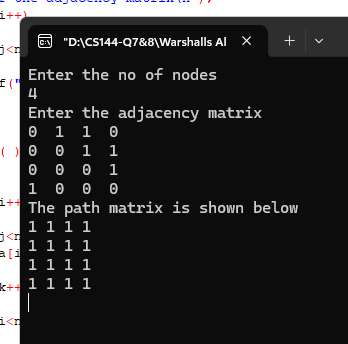 r the adjacency matrix\n");
i++)
j<n
f("
( )
i++
j<n
a[i
k++
i<n
"D:\CS144-Q7&8\Warshalls Al
Enter the no of nodes
4
Enter the adjacency matrix
0 1 1 0
0 0 1 1
0 0 0 1
1 0 0 0
The path matrix is shown below
1 1 1 1
1 1 1 1
1 1 1 1
1 1 1 1